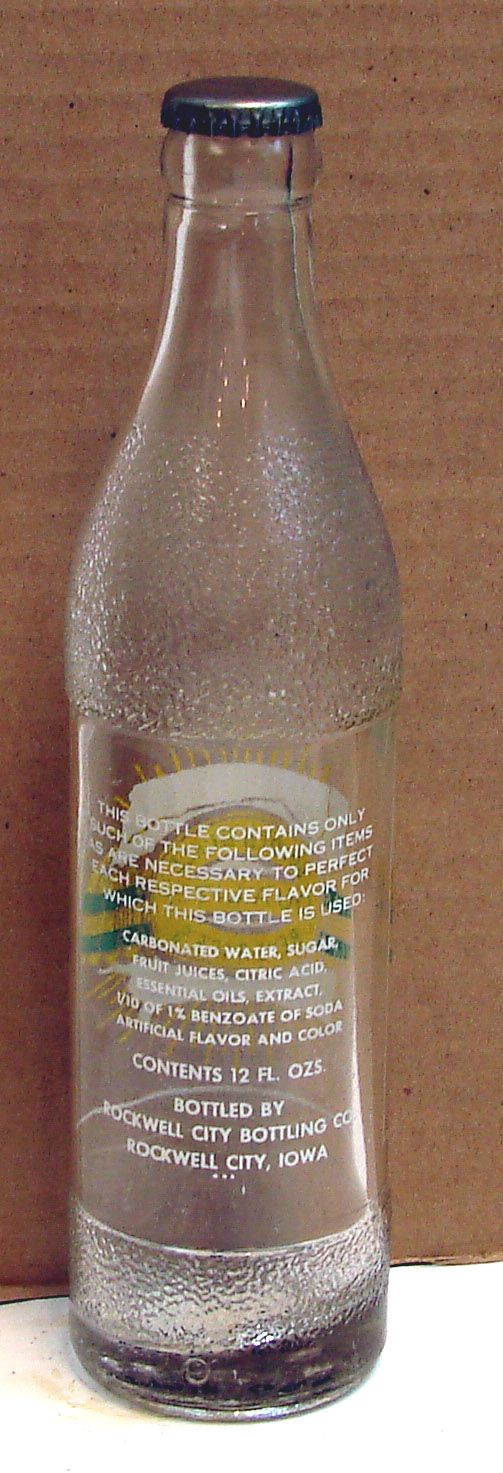 THIS BOTTLE CONTAINS ONLY
SUCH OF THE FOLLOWING ITEMS
AS ARE NECESSARY TO PERFECT
EACH RESPECTIVE FLAVOR FOR
WHICH THIS BOTTLE IS USED:
CARBONATED WATER, SUGAR,
FRUIT JUICES, CITRIC ACID,
ESSENTIAL OILS, EXTRACT,
1/10 OF 1% BENZOATE OF SODA
ARTIFICIAL FLAVOR AND COLOR
CONTENTS 12 FL. OZS.
BOTTLED BY
ROCKWELL CITY BOTTLING CO.
ROCKWELL CITY, IOWA